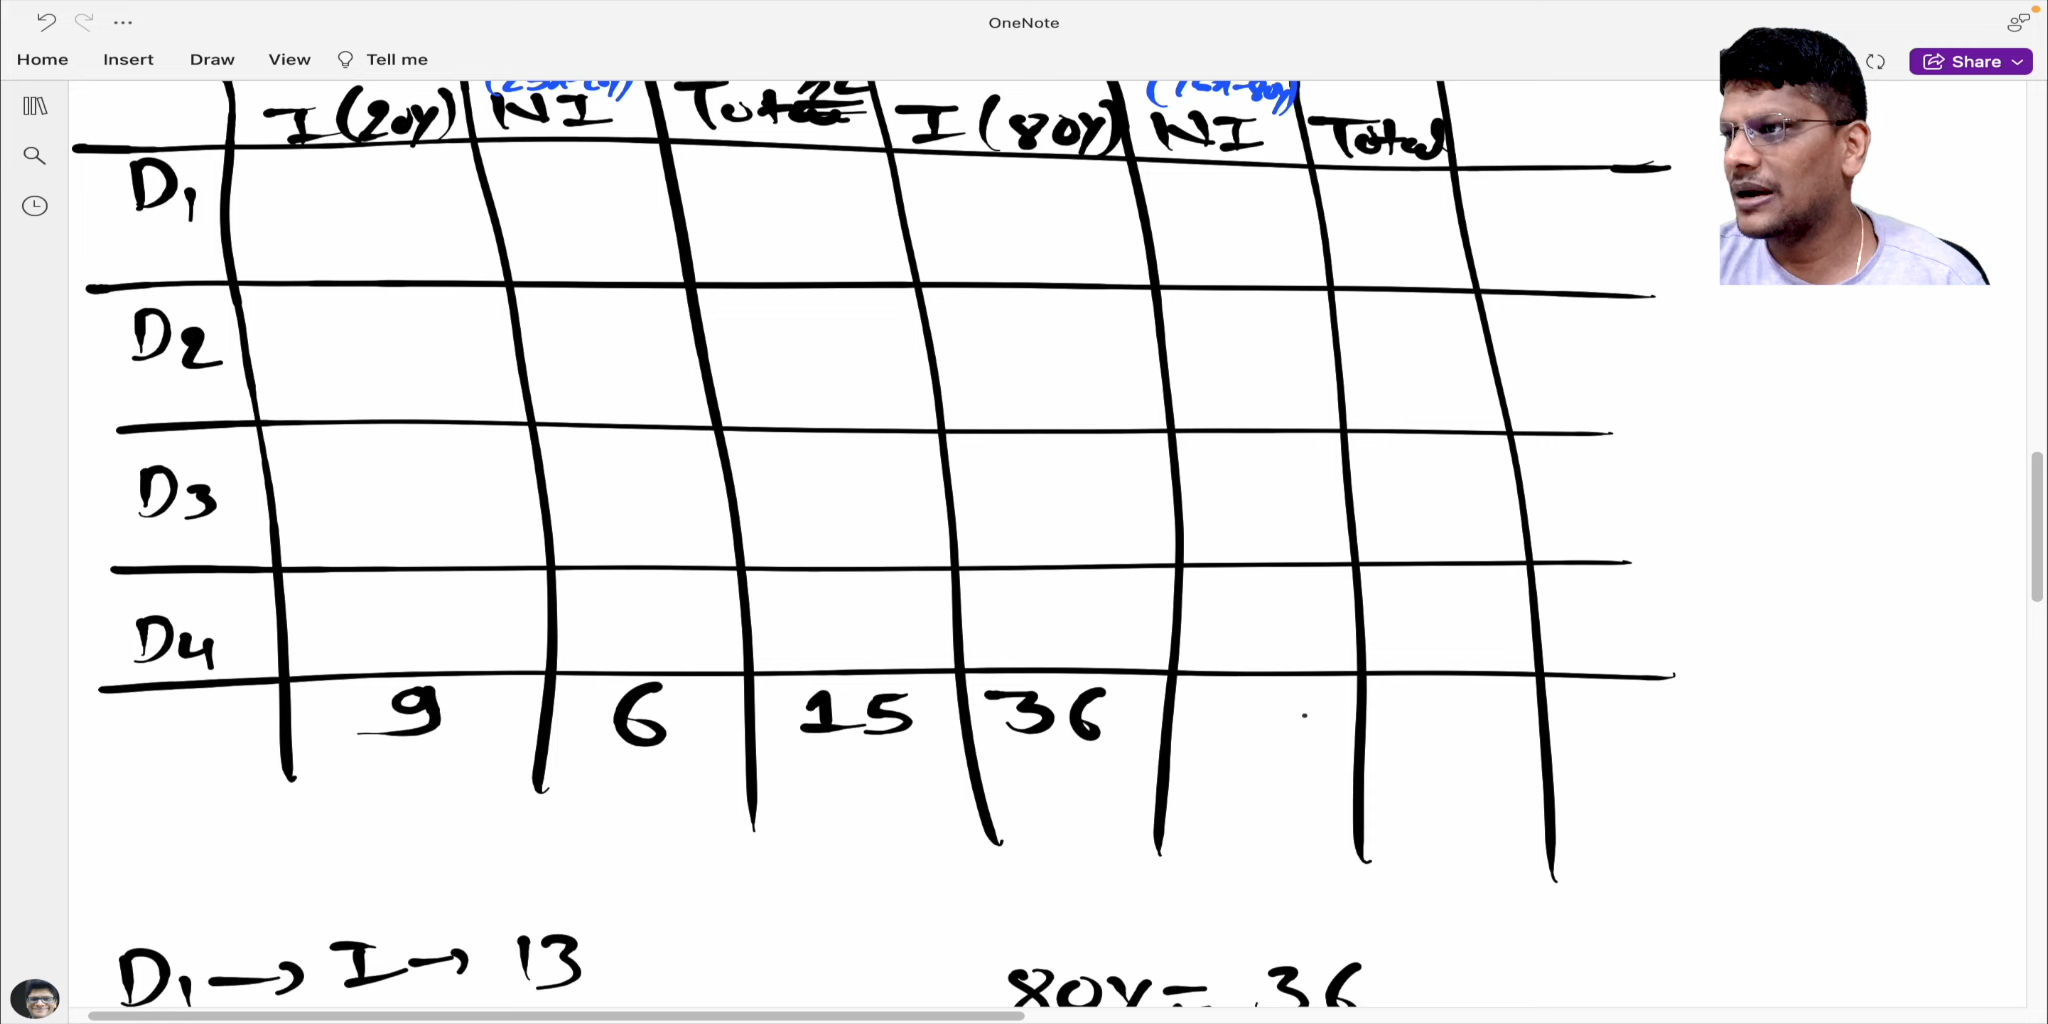 OneNote
Home Insert Draw View Tell me Share
I (20y) NI I (80y) NI Total
D1
D2
D3
D4
9 6 15 36
D1 → I → 13
80y = 36